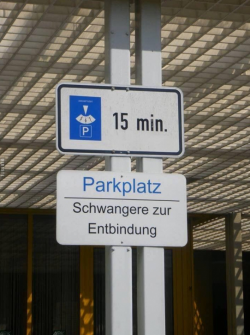 P
15 min.
Parkplatz
Schwangere zur
Entbindung